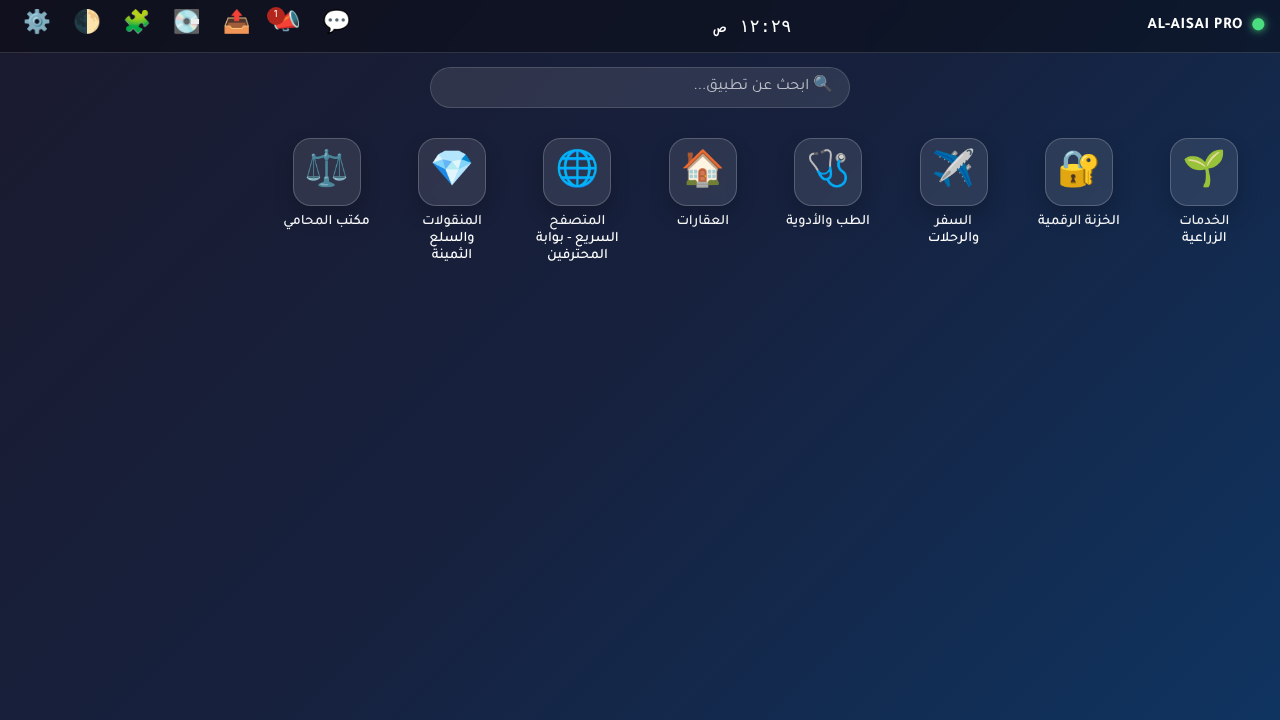 AL-AISAI PRO
١٢:٢٩ ص
1
ابحث عن تطبيق...
الخدمات
الزراعية
الخزنة الرقمية
السفر
والرحلات
الطب والأدوية
العقارات
المتصفح
السريع - بوابة
المحترفين
المنقولات
والسلع
الثمينة
مكتب المحامي